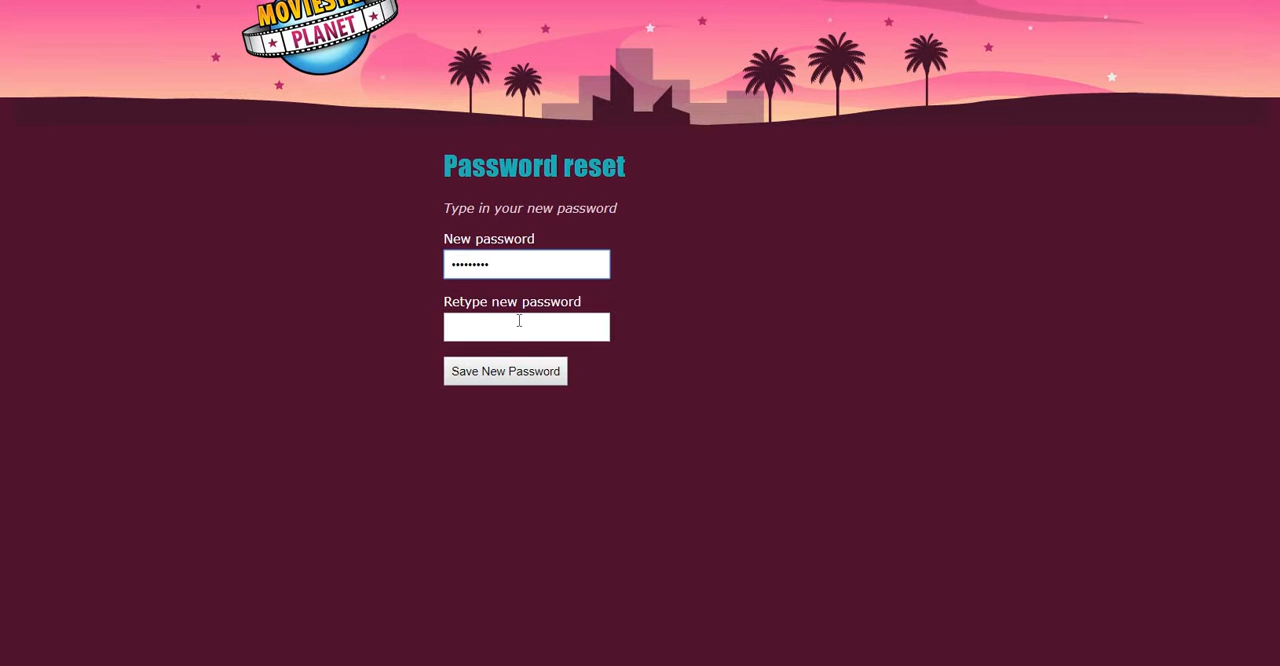 PLANET
Password reset
Type in your new password
New password
•••••••••
Retype new password
Save New Password